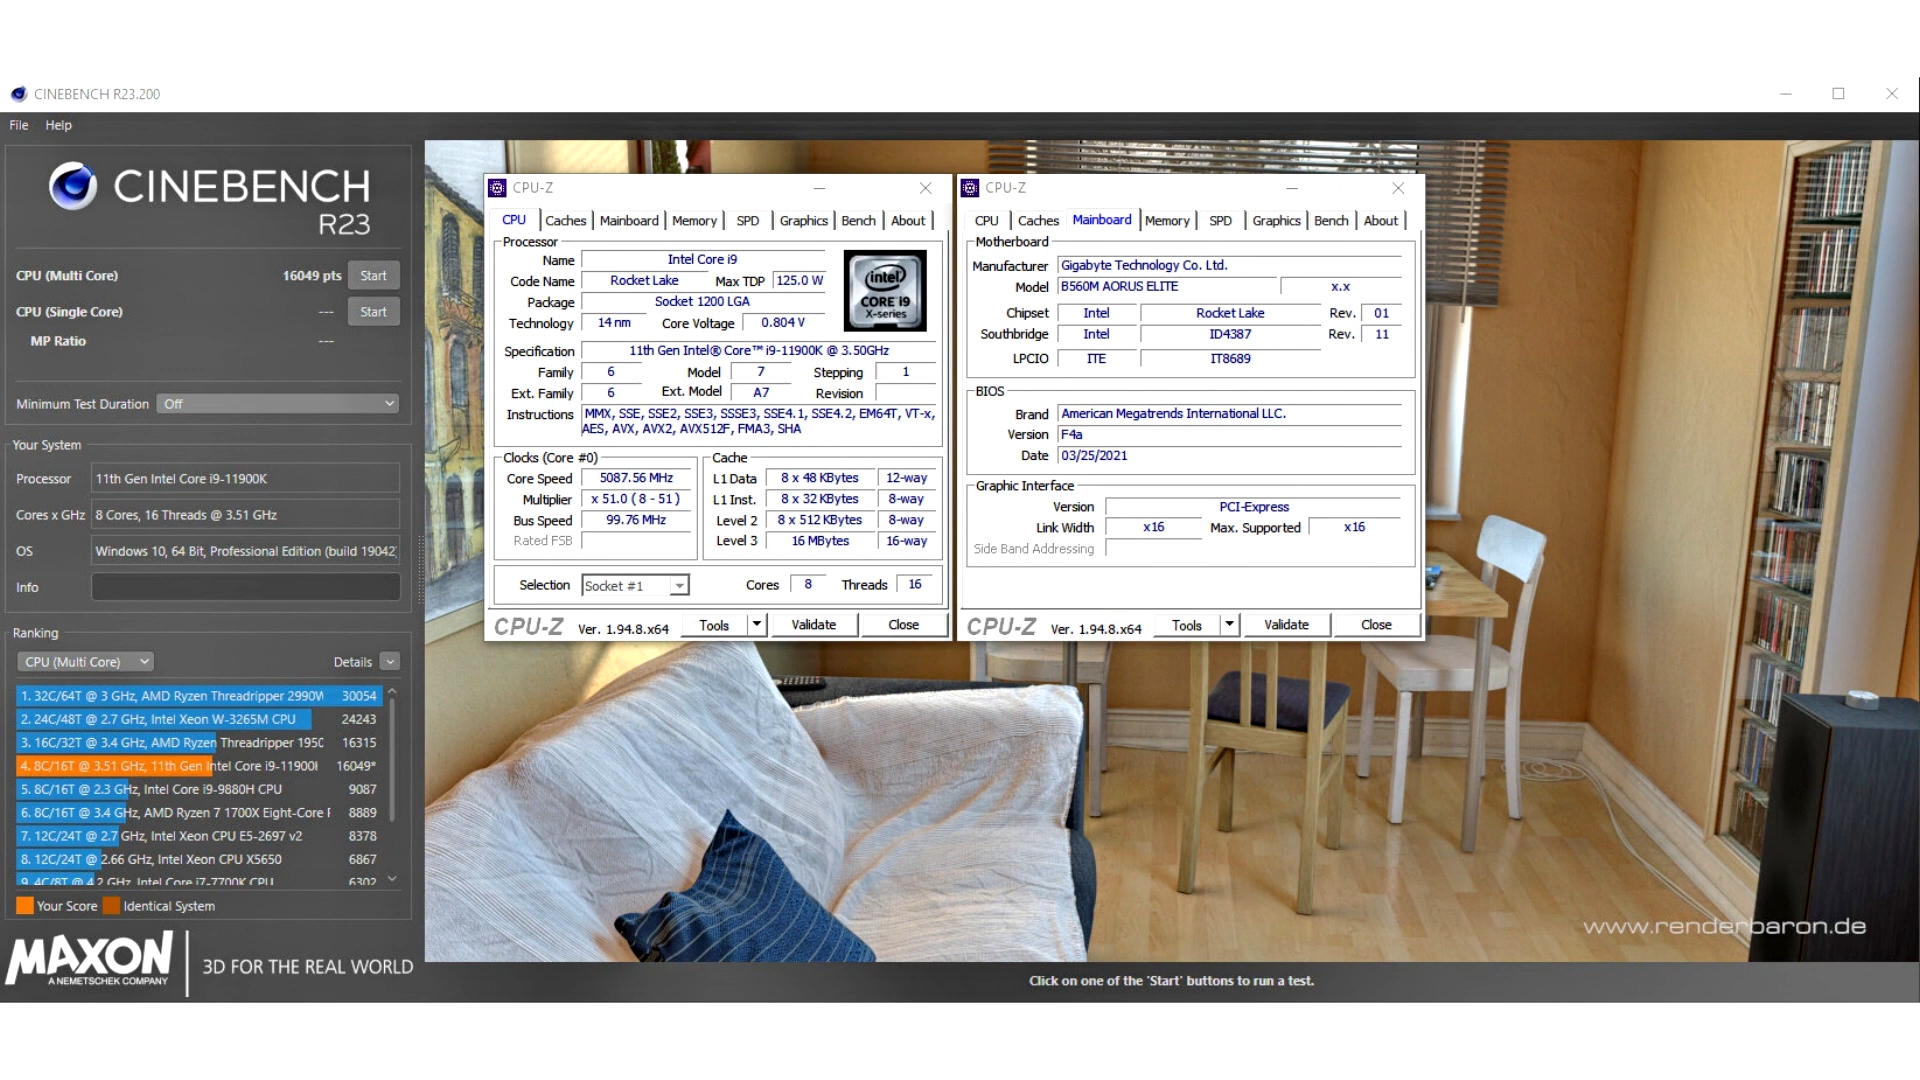 CINEBENCH R23.200
File Help
CINEBENCH
R23
CPU (Multi Core) 16049 pts Start
CPU (Single Core) --- Start
MP Ratio ---
Minimum Test Duration Off
Your System
Processor 11th Gen Intel Core i9-11900K
Cores x GHz 8 Cores, 16 Threads @ 3.51 GHz
OS Windows 10, 64 Bit, Professional Edition (build 19042)
Info
Ranking
CPU (Multi Core) Details
1. 32C/64T @ 3 GHz, AMD Ryzen Threadripper 2990W 30054
2. 24C/48T @ 2.7 GHz, Intel Xeon W-3265M CPU 24243
3. 16C/32T @ 3.4 GHz, AMD Ryzen Threadripper 1950 16315
4. 8C/16T @ 3.51 GHz, 11th Gen Intel Core i9-11900 16049*
5. 8C/16T @ 2.3 GHz, Intel Core i9-9880H CPU 9087
6. 8C/16T @ 3.4 GHz, AMD Ryzen 7 1700X Eight-Core 8889
7. 12C/24T @ 2.7 GHz, Intel Xeon CPU E5-2697 v2 8378
8. 12C/24T @ 2.66 GHz, Intel Xeon CPU X5650 6867
9. 4C/8T @ 4.2 GHz, Intel Core i7-7700K CPU 6302
Your Score Identical System
MAXON
A NEMETSCHEK COMPANY
3D FOR THE REAL WORLD
CPU-Z
CPU Caches Mainboard Memory SPD Graphics Bench About
Processor
Name Intel Core i9
Code Name Rocket Lake Max TDP 125.0 W
Package Socket 1200 LGA
Technology 14 nm Core Voltage 0.804 V
intel
CORE i9
X-series
Specification 11th Gen Intel® Core™ i9-11900K @ 3.50GHz
Family 6 Model 7 Stepping 1
Ext. Family 6 Ext. Model A7 Revision
Instructions MMX, SSE, SSE2, SSE3, SSSE3, SSE4.1, SSE4.2, EM64T, VT-x,
AES, AVX, AVX2, AVX512F, FMA3, SHA
Clocks (Core #0)
Core Speed 5087.56 MHz
Multiplier x 51.0 ( 8 - 51 )
Bus Speed 99.76 MHz
Rated FSB
Cache
L1 Data 8 x 48 KBytes 12-way
L1 Inst. 8 x 32 KBytes 8-way
Level 2 8 x 512 KBytes 8-way
Level 3 16 MBytes 16-way
Selection Socket #1 Cores 8 Threads 16
CPU-Z Ver. 1.94.8.x64 Tools Validate Close
CPU-Z
CPU Caches Mainboard Memory SPD Graphics Bench About
Motherboard
Manufacturer Gigabyte Technology Co. Ltd.
Model B560M AORUS ELITE x.x
Chipset Intel Rocket Lake Rev. 01
Southbridge Intel ID4387 Rev. 11
LPCIO ITE IT8689
BIOS
Brand American Megatrends International LLC.
Version F4a
Date 03/25/2021
Graphic Interface
Version PCI-Express
Link Width x16 Max. Supported x16
Side Band Addressing
CPU-Z Ver. 1.94.8.x64 Tools Validate Close
www.renderbaron.de
Click on one of the 'Start' buttons to run a test.